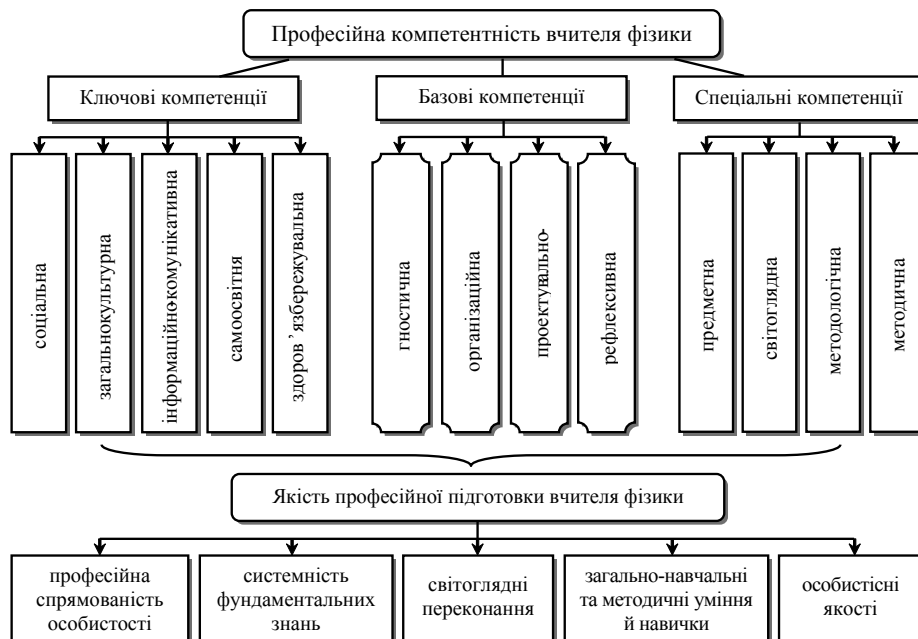 Професійна компетентність вчителя фізики
Ключові компетенції
Базові компетенції
Спеціальні компетенції
соціальна
загальнокультурна
інформаційно-комунікативна
самоосвітня
здоров’язбережувальна
гностична
організаційна
проектувально-
рефлексивна
предметна
світоглядна
методологічна
методична
Якість професійної підготовки вчителя фізики
професійна
спрямованість
особистості
системність
фундаментальних
знань
світоглядні
переконання
загально-навчальні
та методичні уміння
й навички
особистісні
якості